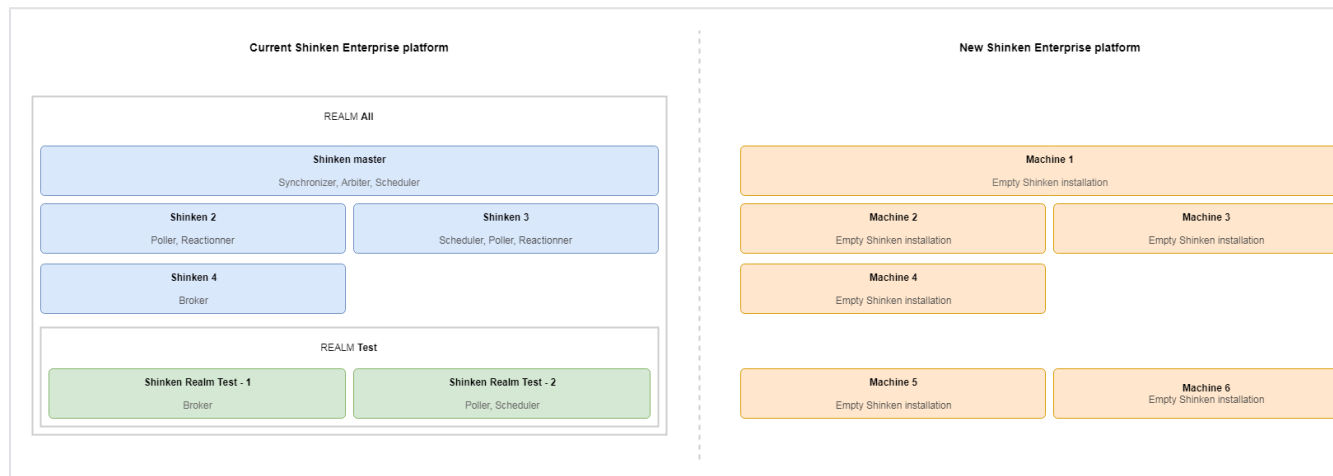 Current Shinken Enterprise platform
New Shinken Enterprise platform
REALM All
Shinken master
Synchronizer, Arbiter, Scheduler
Machine 1
Empty Shinken installation
Shinken 2
Poller, Reactionner
Shinken 3
Scheduler, Poller, Reactionner
Machine 2
Empty Shinken installation
Machine 3
Empty Shinken installation
Shinken 4
Broker
Machine 4
Empty Shinken installation
REALM Test
Shinken Realm Test - 1
Broker
Shinken Realm Test - 2
Poller, Scheduler
Machine 5
Empty Shinken installation
Machine 6
Empty Shinken installation